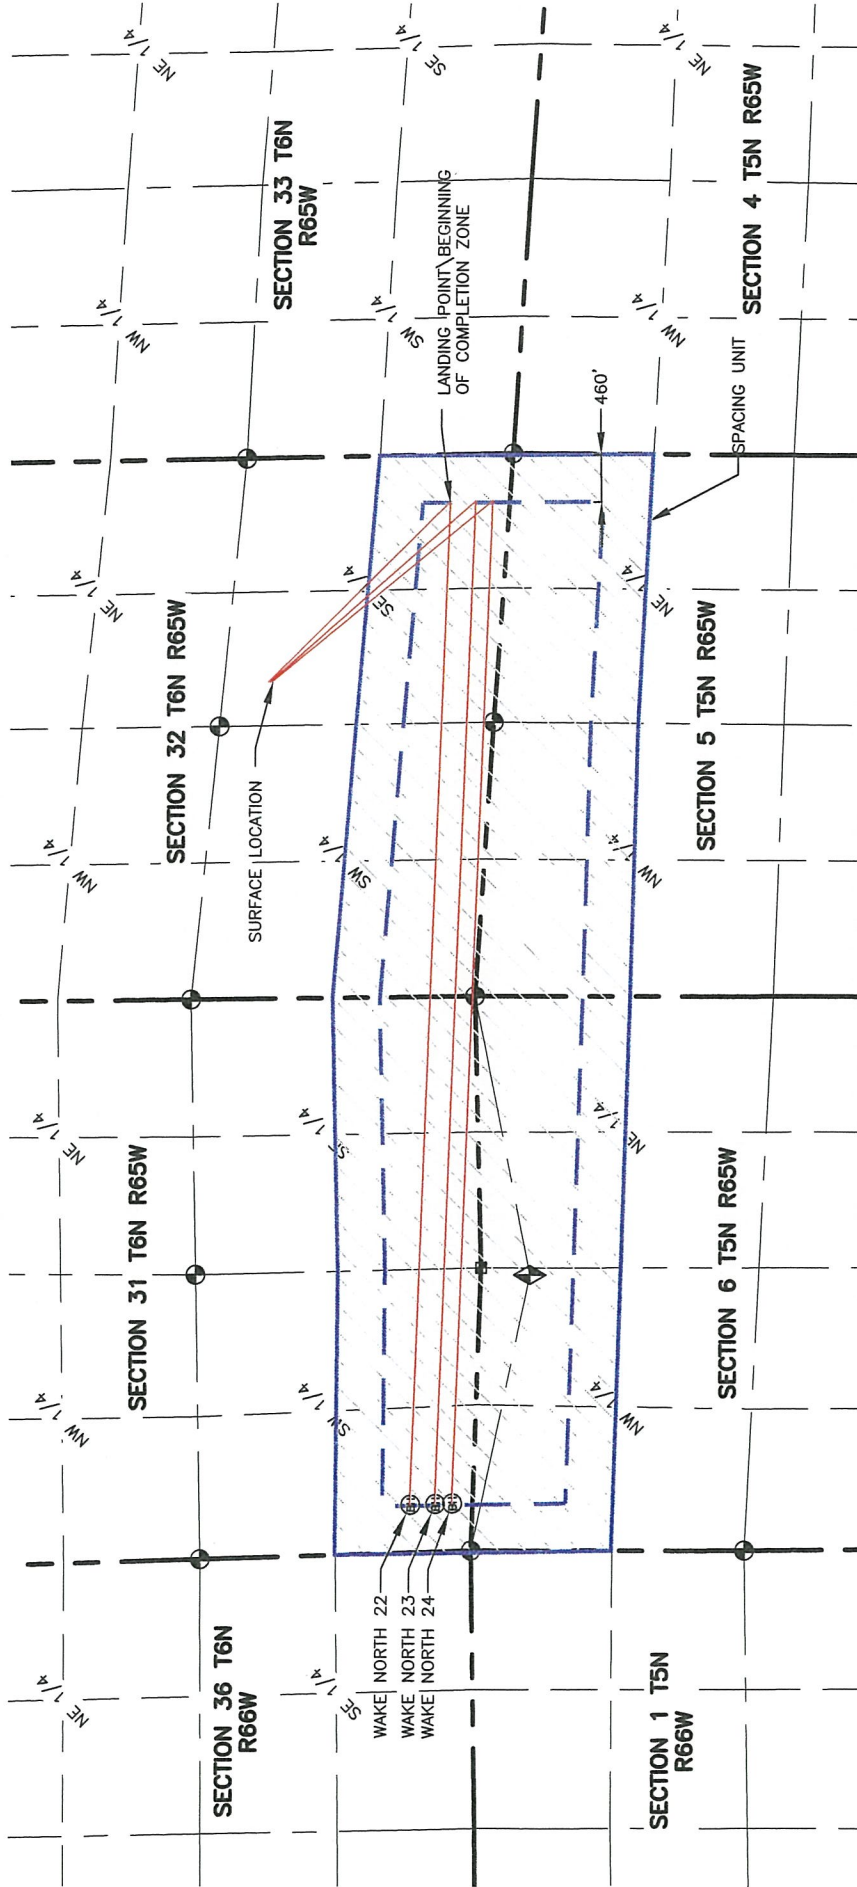 NE 1/4
NW 1/4
NE 1/4
NW 1/4
NE 1/4
NW 1/4
NE 1/4
SECTION 36 T6N
R66W
SECTION 31 T6N R65W
SECTION 32 T6N R65W
SECTION 33 T6N
R65W
SURFACE LOCATION
SE 1/4
SW 1/4
SE 1/4
SW 1/4
SE 1/4
SW 1/4
SE 1/4
WAKE NORTH 22
WAKE NORTH 23
WAKE NORTH 24
BH
BH
BH
LANDING POINT\BEGINNING
OF COMPLETION ZONE
460'
NW 1/4
NE 1/4
NW 1/4
NE 1/4
NW 1/4
NE 1/4
SECTION 1 T5N
R66W
SECTION 6 T5N R65W
SECTION 5 T5N R65W
SECTION 4 T5N R65W
SPACING UNIT